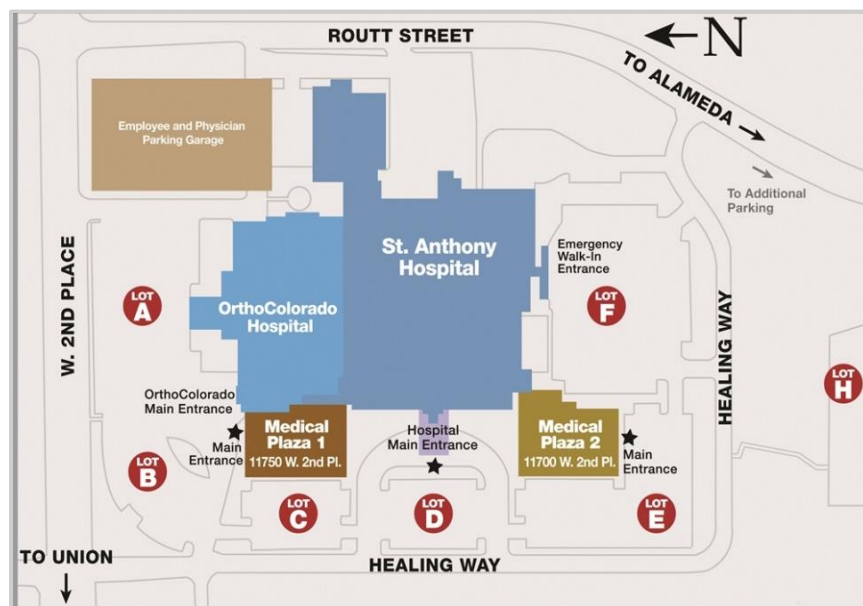 ROUTT STREET
N
TO ALAMEDA
To Additional
Parking
Employee and Physician
Parking Garage
W. 2ND PLACE
St. Anthony
Hospital
Emergency
Walk-In
Entrance
LOT
A
OrthoColorado
Hospital
LOT
F
HEALING WAY
LOT
H
OrthoColorado
Main Entrance
Main
Entrance
Medical
Plaza 1
11750 W. 2nd Pl.
Hospital
Main Entrance
Medical
Plaza 2
11700 W. 2nd Pl.
Main
Entrance
LOT
B
LOT
C
LOT
D
LOT
E
TO UNION
HEALING WAY